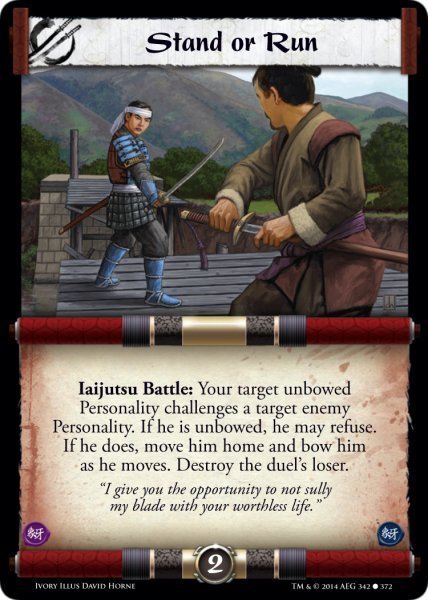 Stand or Run
Iaijutsu Battle: Your target unbowed
Personality challenges a target enemy
Personality. If he is unbowed, he may refuse.
If he does, move him home and bow him
as he moves. Destroy the duel's loser.
"I give you the opportunity to not sully
my blade with your worthless life."
2
Ivory Illus David Horne
TM & © 2014 AEG 342 ● 372